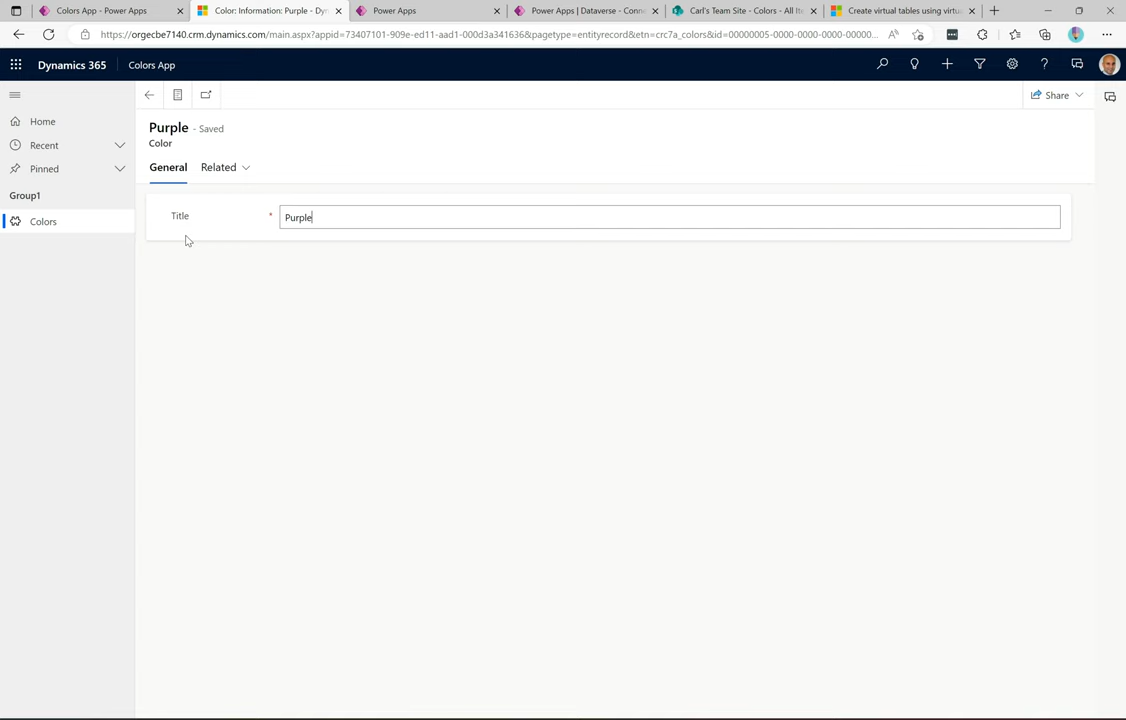 Colors App - Power Apps
Color: Information: Purple - Dyn
Power Apps
Power Apps | Dataverse - Conne
Carl's Team Site - Colors - All Ite
Create virtual tables using virtua
https://orgecbe7140.crm.dynamics.com/main.aspx?appid=73407101-909e-ed11-aad1-000d3a341636&pagetype=entityrecord&etn=crc7a_colors&id=00000005-0000-0000-0000-00000...
Dynamics 365
Colors App
Share
Home
Recent
Pinned
Group1
Colors
Purple - Saved
Color
General
Related
Title *
Purple